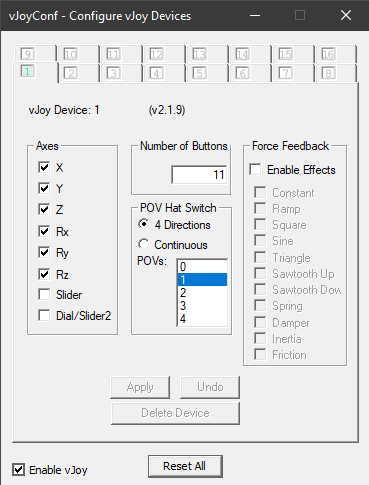 vJoyConf - Configure vJoy Devices
9 10 11 12 13 14 15 16
1 2 3 4 5 6 7 8
vJoy Device: 1 (v2.1.9)
Axes
X
Y
Z
Rx
Ry
Rz
Slider
Dial/Slider2
Number of Buttons
11
POV Hat Switch
4 Directions
Continuous
POVs:
0
1
2
3
4
Force Feedback
Enable Effects
Constant
Ramp
Square
Sine
Triangle
Sawtooth Up
Sawtooth Dow
Spring
Damper
Inertia
Friction
Apply
Undo
Delete Device
Enable vJoy
Reset All